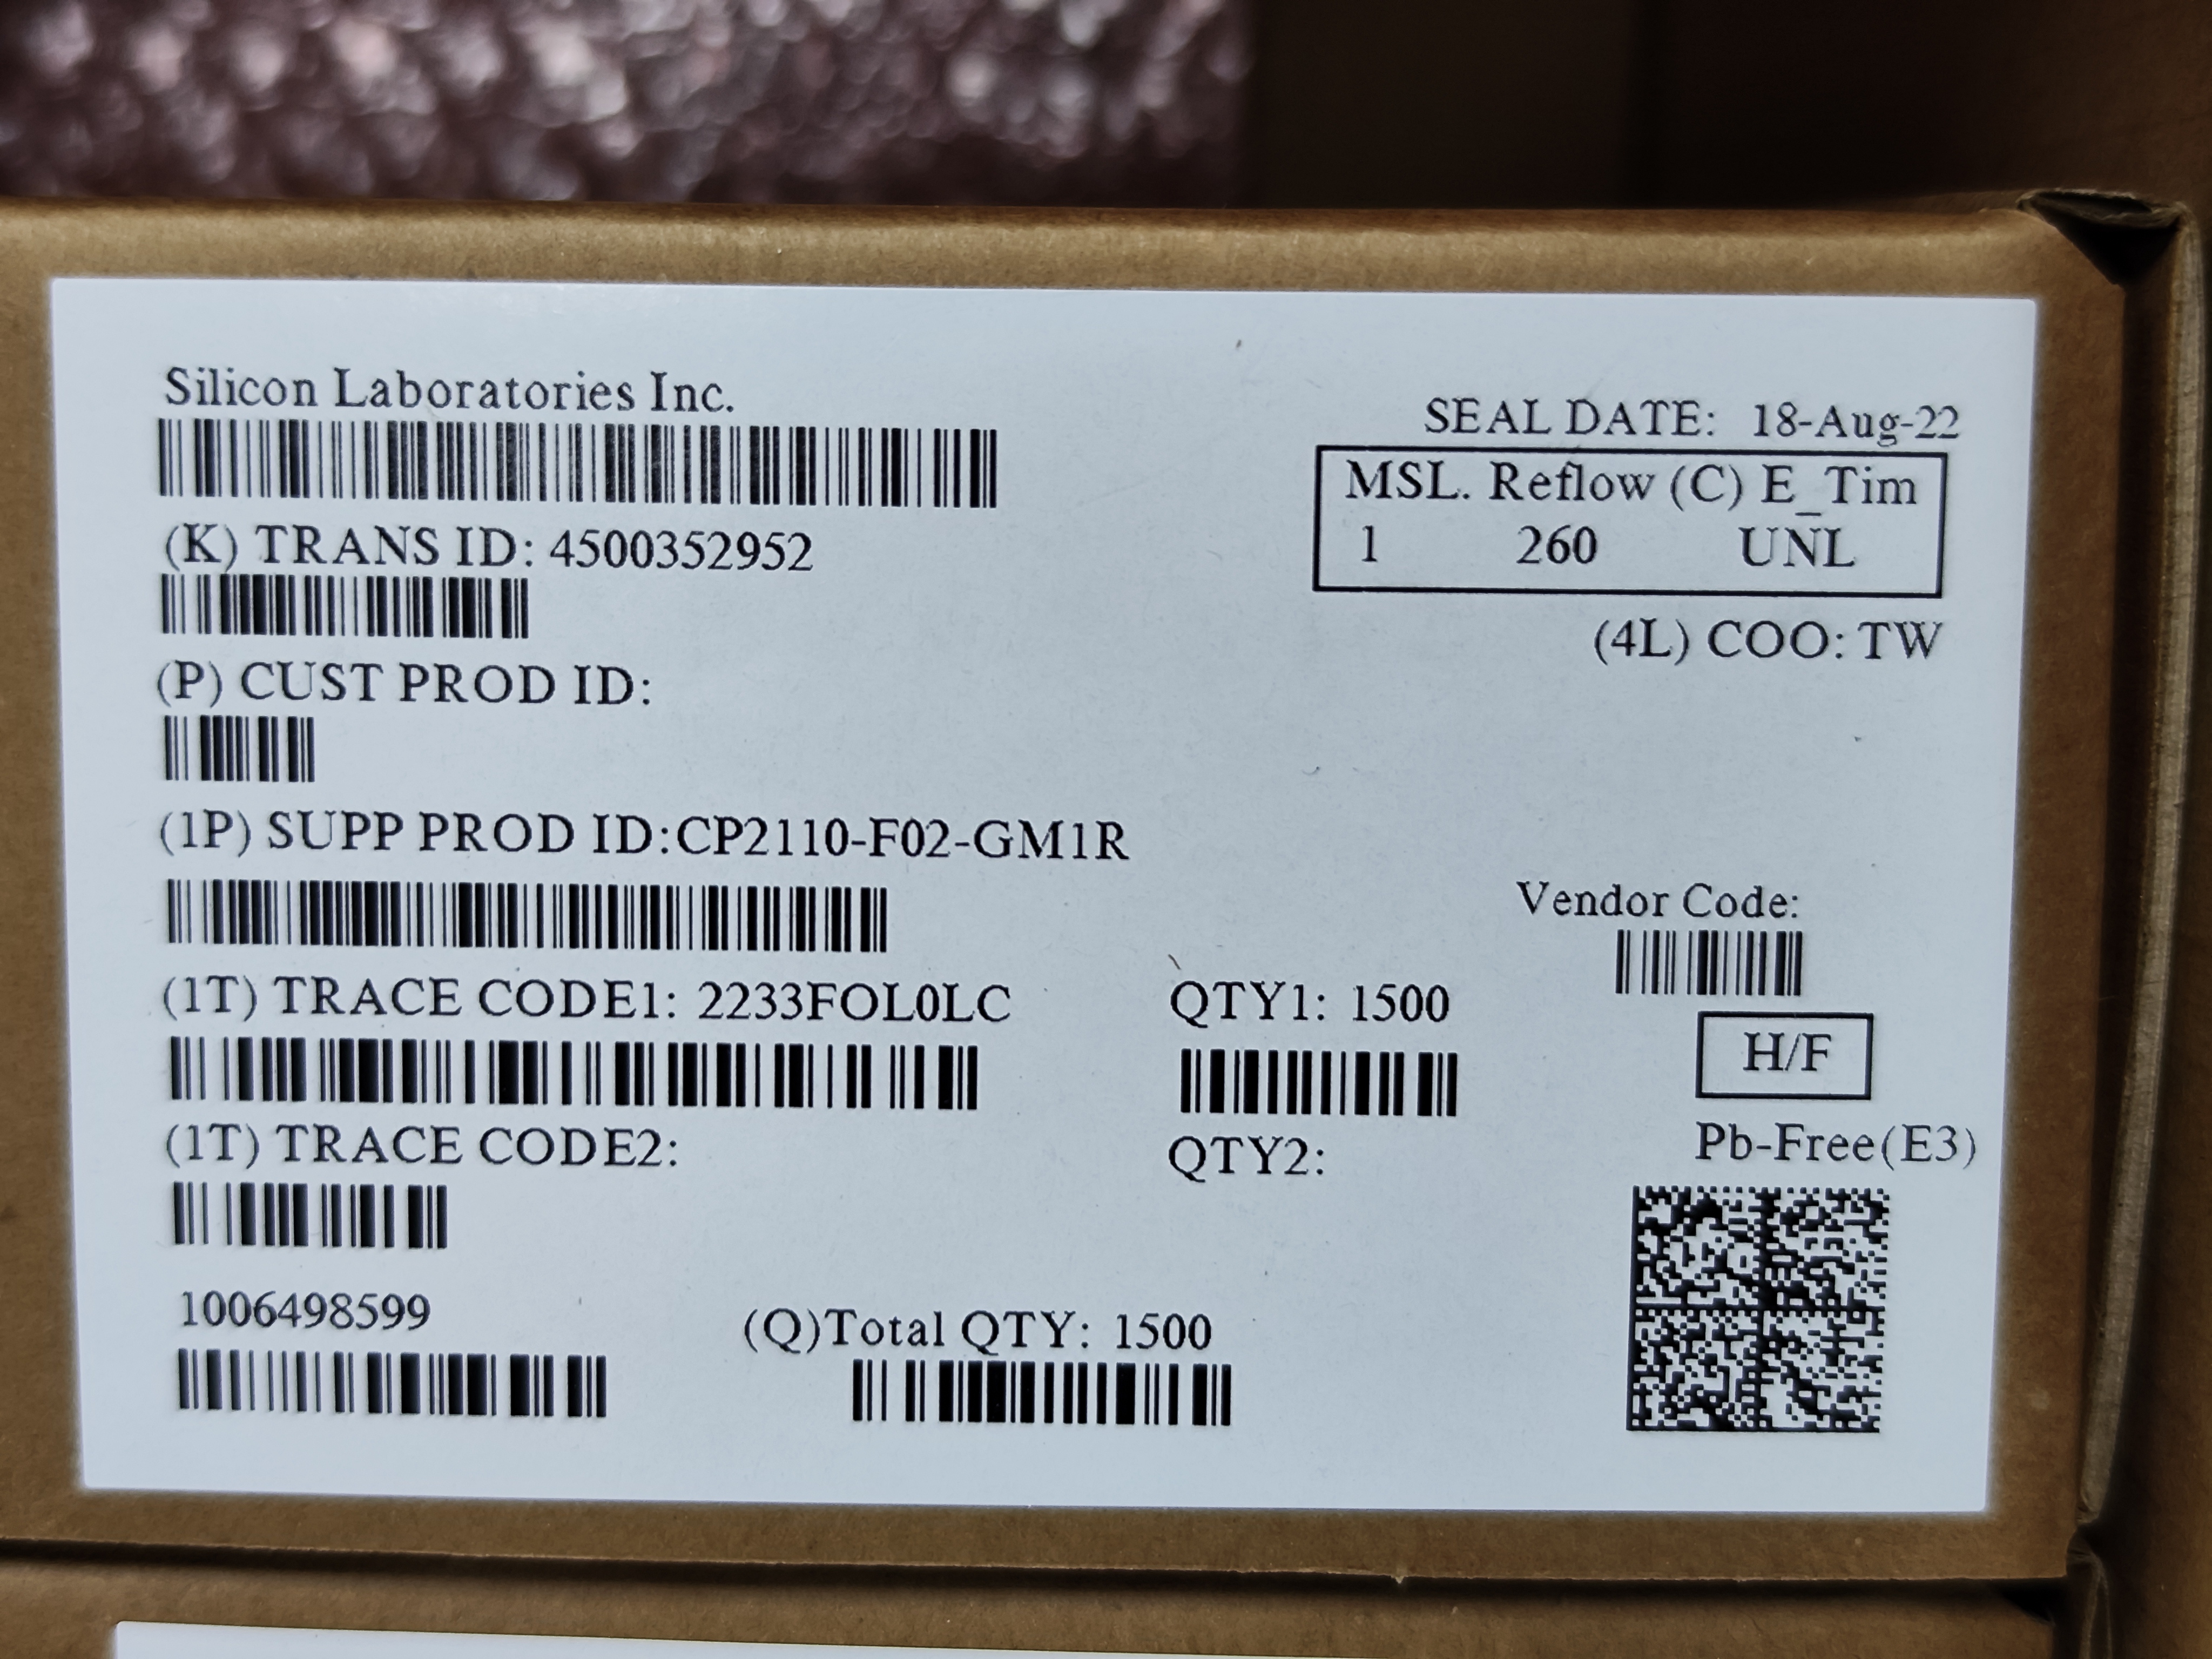 Silicon Laboratories Inc.
SEAL DATE: 18-Aug-22
MSL. Reflow (C) E_Tim
1 260 UNL
(K) TRANS ID: 4500352952
(4L) COO: TW
(P) CUST PROD ID:
(1P) SUPP PROD ID:CP2110-F02-GM1R
Vendor Code:
(1T) TRACE CODE1: 2233FOL0LC
QTY1: 1500
H/F
(1T) TRACE CODE2:
QTY2:
Pb-Free(E3)
1006498599
(Q)Total QTY: 1500